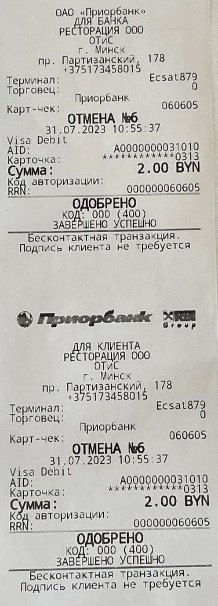 ОАО «Приорбанк»
ДЛЯ БАНКА
РЕСТОРАЦИЯ ООО
ОТиС
г. Минск
пр. Партизанский, 178
+375173458015
Терминал: Ecsat879
Торговец: 0
Приорбанк
Карт-чек: 060605
ОТМЕНА №6
31.07.2023 10:55:37
Visa Debit
AID: A0000000031010
Карточка: ************0313
Сумма: 2.00 BYN
Код авторизации:
RRN: 000000060605
ОДОБРЕНО
КОД: 000 (400)
ЗАВЕРШЕНО УСПЕШНО
Бесконтактная транзакция.
Подпись клиента не требуется
Приорбанк RBI Group
ДЛЯ КЛИЕНТА
РЕСТОРАЦИЯ ООО
ОТиС
г. Минск
пр. Партизанский, 178
+375173458015
Терминал: Ecsat879
Торговец: 0
Приорбанк
Карт-чек: 060605
ОТМЕНА №6
31.07.2023 10:55:37
Visa Debit
AID: A0000000031010
Карточка: ************0313
Сумма: 2.00 BYN
Код авторизации:
RRN: 000000060605
ОДОБРЕНО
КОД: 000 (400)
ЗАВЕРШЕНО УСПЕШНО
Бесконтактная транзакция.
Подпись клиента не требуется